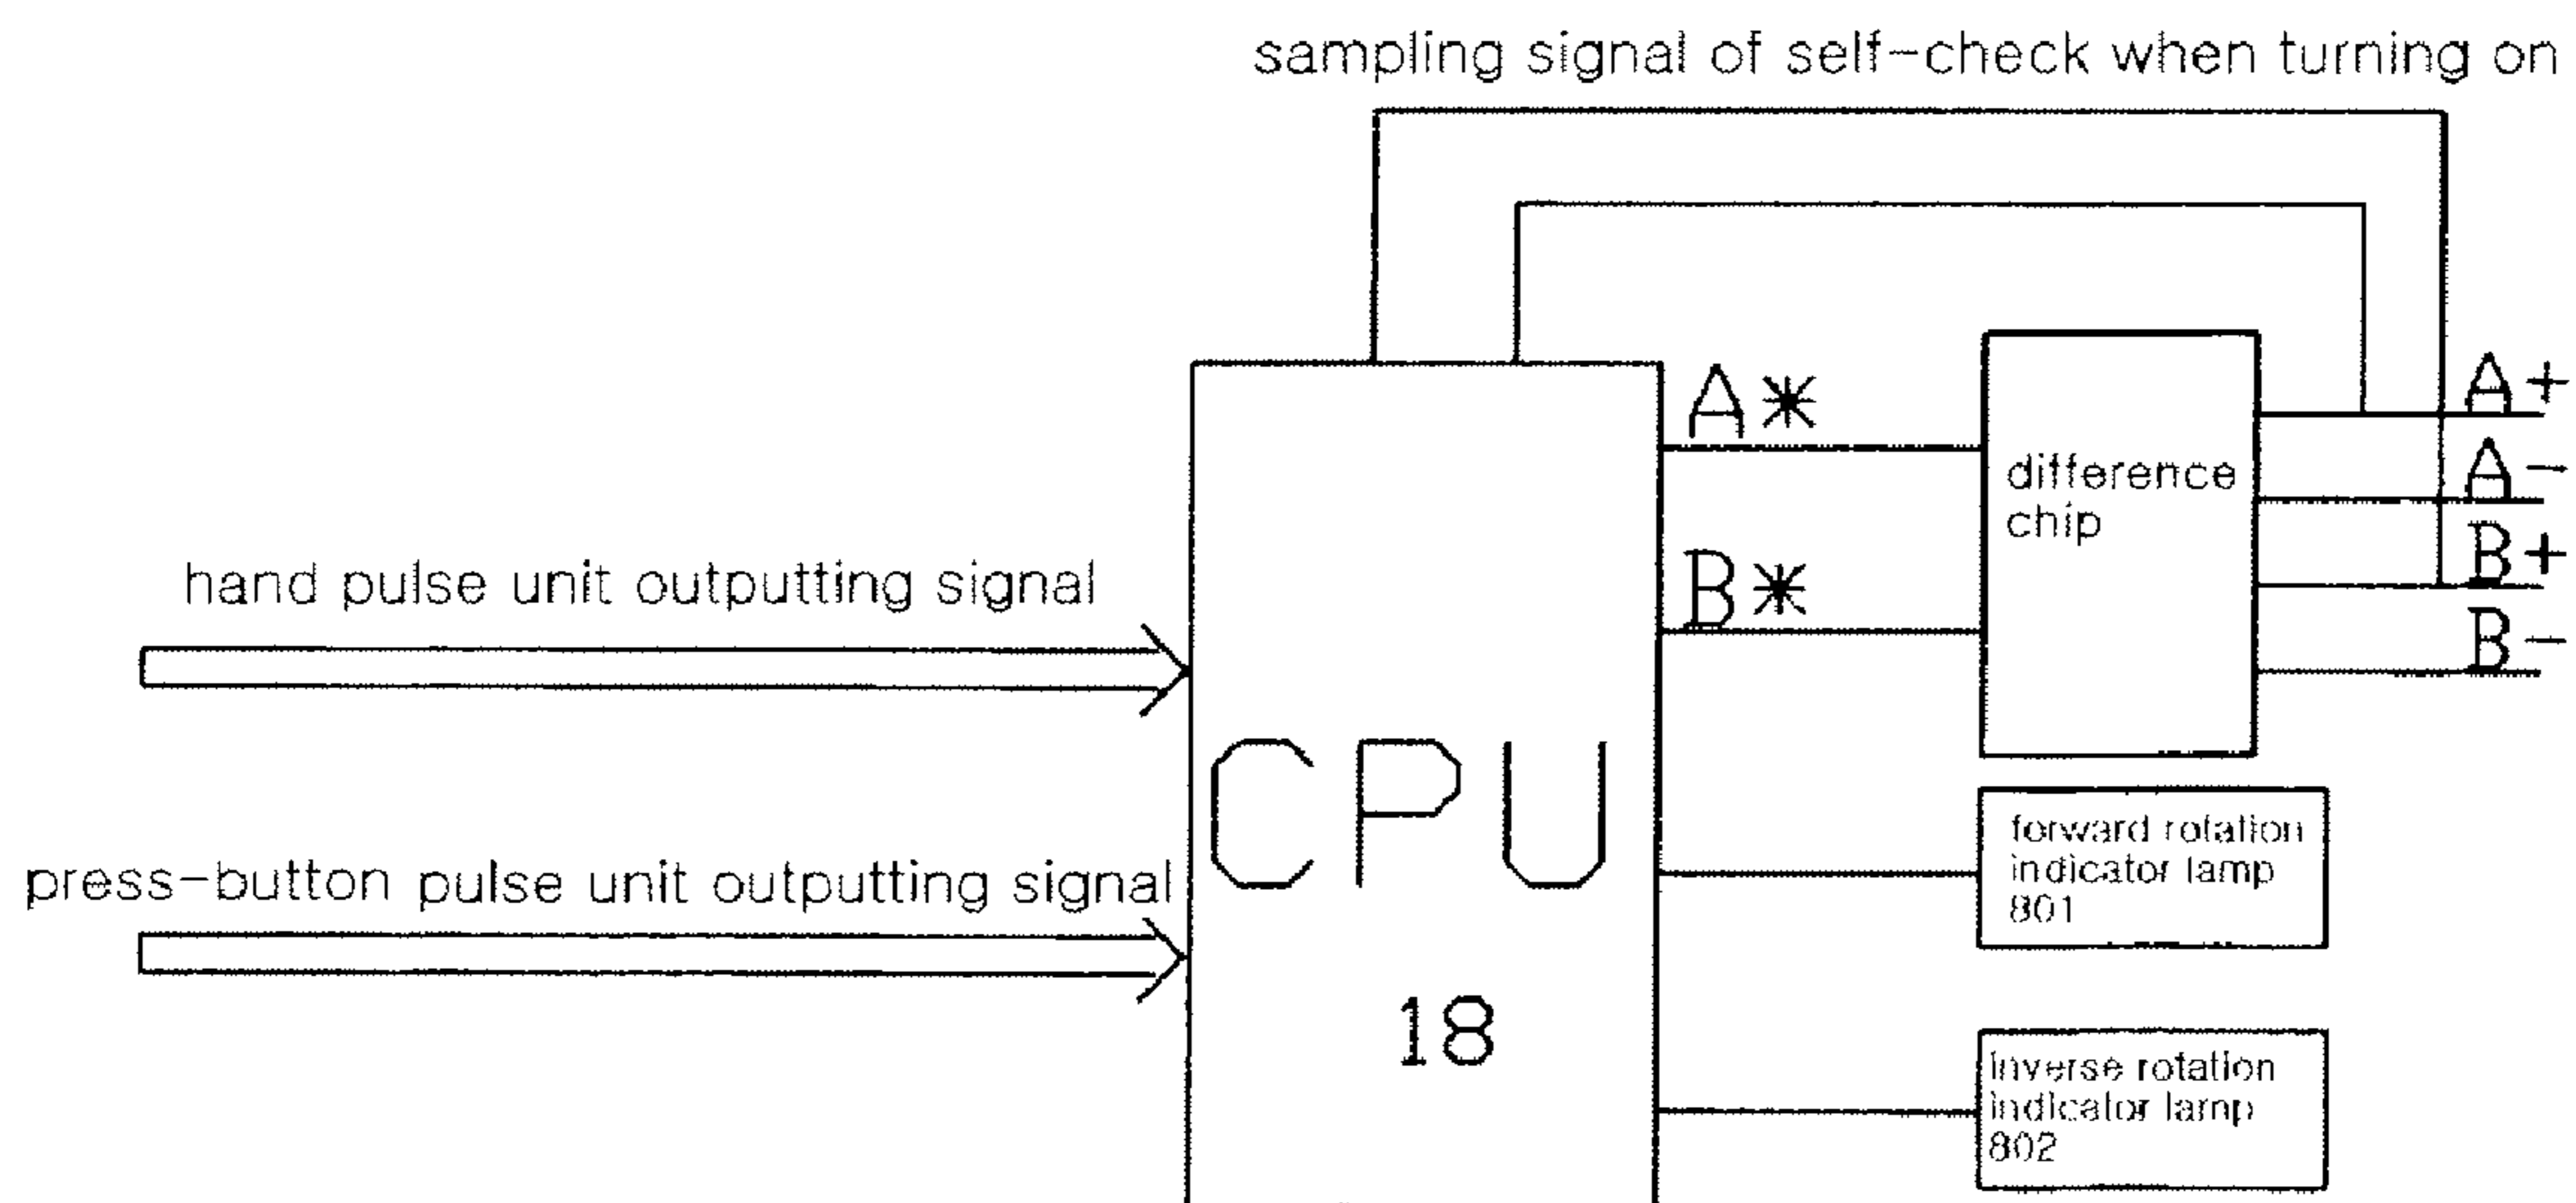 sampling signal of self-check when turning on
A*
A+
difference
chip
A-
B+
B*
B-
hand pulse unit outputting signal
CPU
18
press-button pulse unit outputting signal
forward rotation
indicator lamp
801
inverse rotation
indicator lamp
802